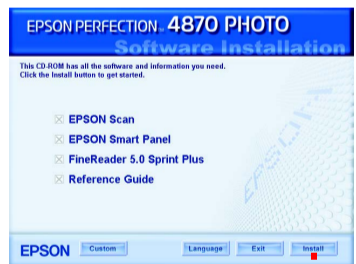 EPSON PERFECTION™ 4870 PHOTO
Software Installation
This CD-ROM has all the software and information you need.
Click the Install button to get started.
EPSON Scan
EPSON Smart Panel
FineReader 5.0 Sprint Plus
Reference Guide
EPSON
EPSON Custom Language Exit Install